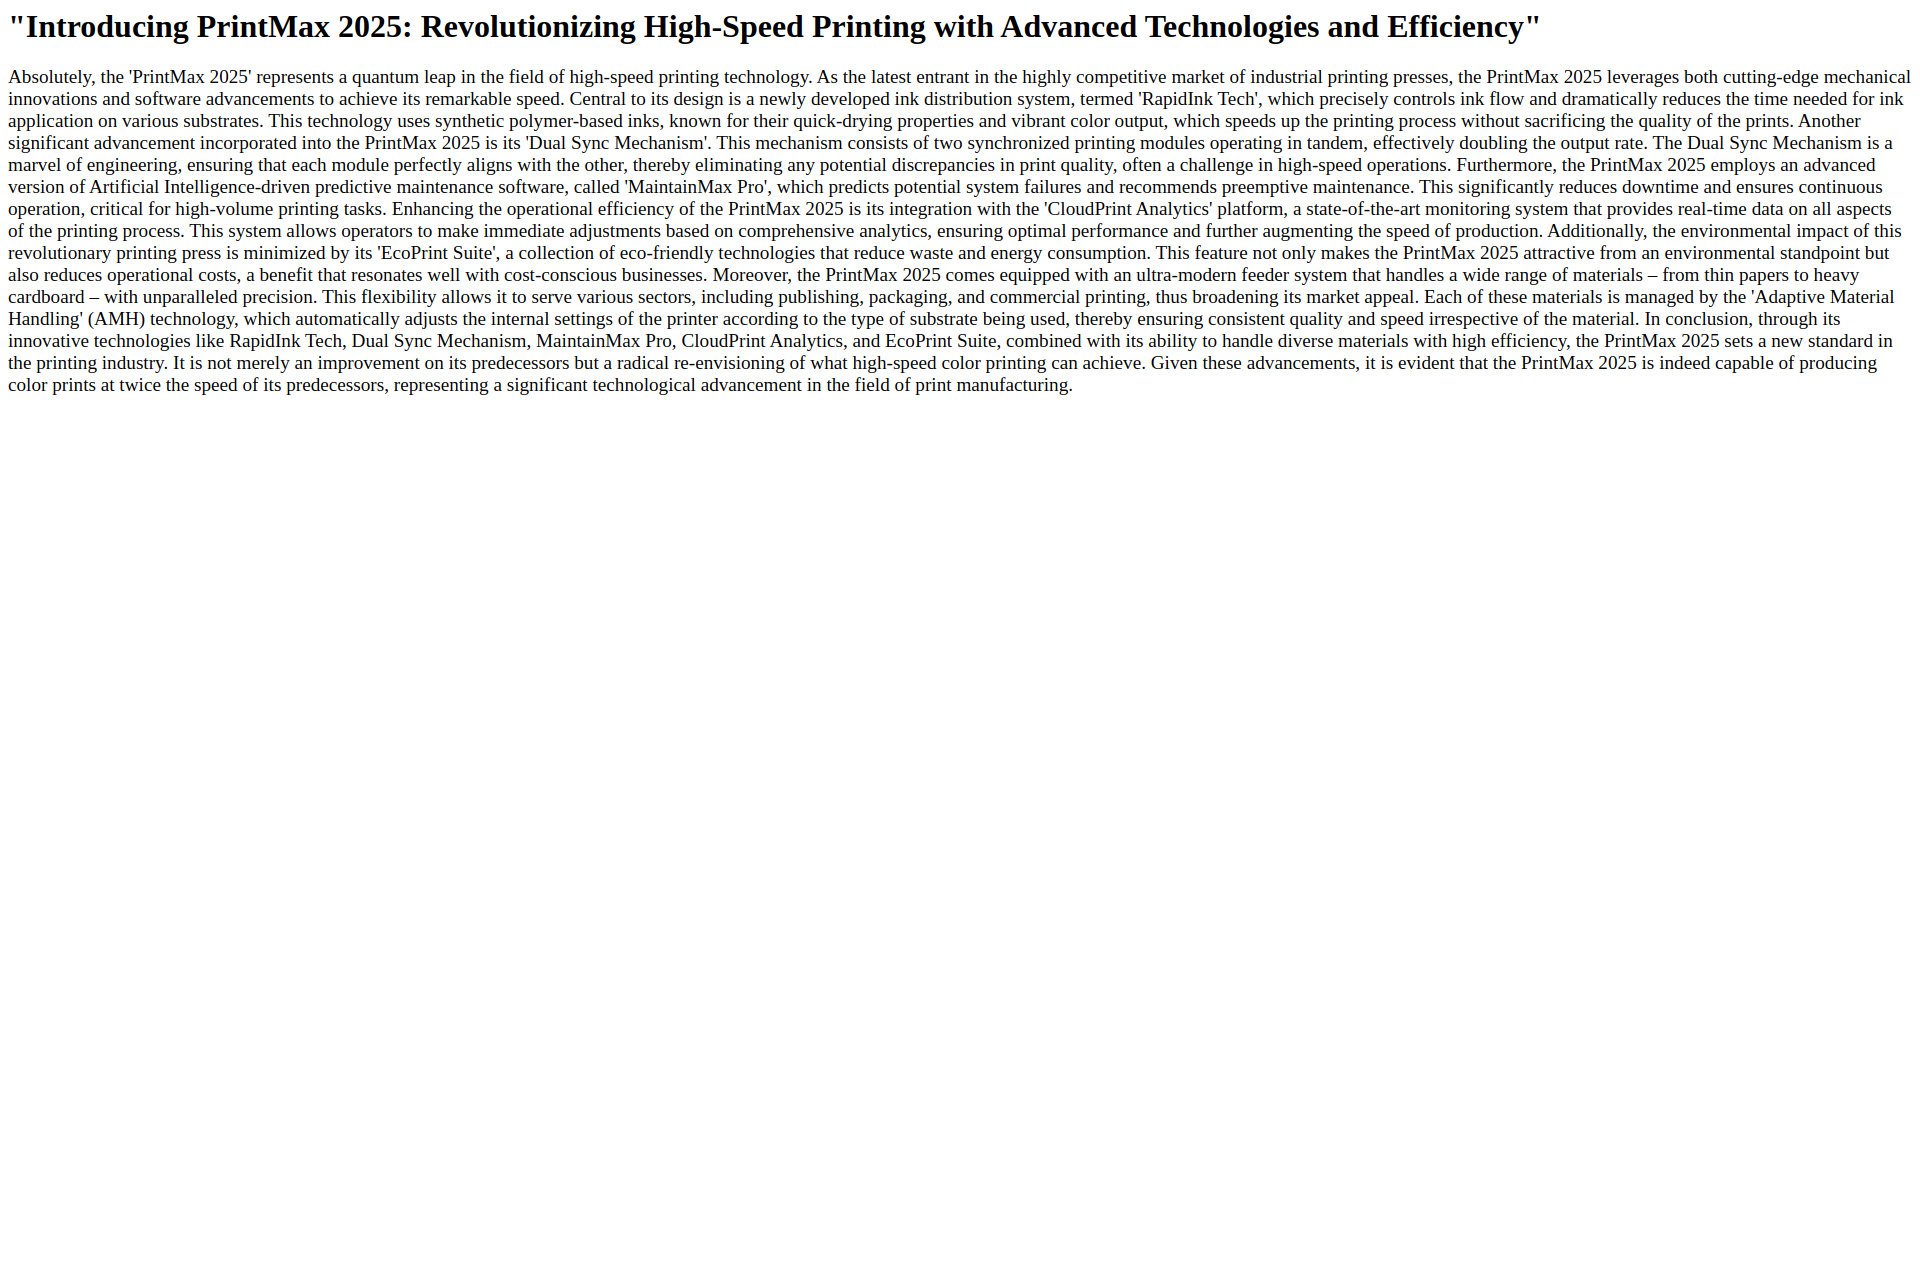 "Introducing PrintMax 2025: Revolutionizing High-Speed Printing with Advanced Technologies and Efficiency"
Absolutely, the 'PrintMax 2025' represents a quantum leap in the field of high-speed printing technology. As the latest entrant in the highly competitive market of industrial printing presses, the PrintMax 2025 leverages both cutting-edge mechanical
innovations and software advancements to achieve its remarkable speed. Central to its design is a newly developed ink distribution system, termed 'RapidInk Tech', which precisely controls ink flow and dramatically reduces the time needed for ink
application on various substrates. This technology uses synthetic polymer-based inks, known for their quick-drying properties and vibrant color output, which speeds up the printing process without sacrificing the quality of the prints. Another
significant advancement incorporated into the PrintMax 2025 is its 'Dual Sync Mechanism'. This mechanism consists of two synchronized printing modules operating in tandem, effectively doubling the output rate. The Dual Sync Mechanism is a
marvel of engineering, ensuring that each module perfectly aligns with the other, thereby eliminating any potential discrepancies in print quality, often a challenge in high-speed operations. Furthermore, the PrintMax 2025 employs an advanced
version of Artificial Intelligence-driven predictive maintenance software, called 'MaintainMax Pro', which predicts potential system failures and recommends preemptive maintenance. This significantly reduces downtime and ensures continuous
operation, critical for high-volume printing tasks. Enhancing the operational efficiency of the PrintMax 2025 is its integration with the 'CloudPrint Analytics' platform, a state-of-the-art monitoring system that provides real-time data on all aspects
of the printing process. This system allows operators to make immediate adjustments based on comprehensive analytics, ensuring optimal performance and further augmenting the speed of production. Additionally, the environmental impact of this
revolutionary printing press is minimized by its 'EcoPrint Suite', a collection of eco-friendly technologies that reduce waste and energy consumption. This feature not only makes the PrintMax 2025 attractive from an environmental standpoint but
also reduces operational costs, a benefit that resonates well with cost-conscious businesses. Moreover, the PrintMax 2025 comes equipped with an ultra-modern feeder system that handles a wide range of materials – from thin papers to heavy
cardboard – with unparalleled precision. This flexibility allows it to serve various sectors, including publishing, packaging, and commercial printing, thus broadening its market appeal. Each of these materials is managed by the 'Adaptive Material
Handling' (AMH) technology, which automatically adjusts the internal settings of the printer according to the type of substrate being used, thereby ensuring consistent quality and speed irrespective of the material. In conclusion, through its
innovative technologies like RapidInk Tech, Dual Sync Mechanism, MaintainMax Pro, CloudPrint Analytics, and EcoPrint Suite, combined with its ability to handle diverse materials with high efficiency, the PrintMax 2025 sets a new standard in
the printing industry. It is not merely an improvement on its predecessors but a radical re-envisioning of what high-speed color printing can achieve. Given these advancements, it is evident that the PrintMax 2025 is indeed capable of producing
color prints at twice the speed of its predecessors, representing a significant technological advancement in the field of print manufacturing.